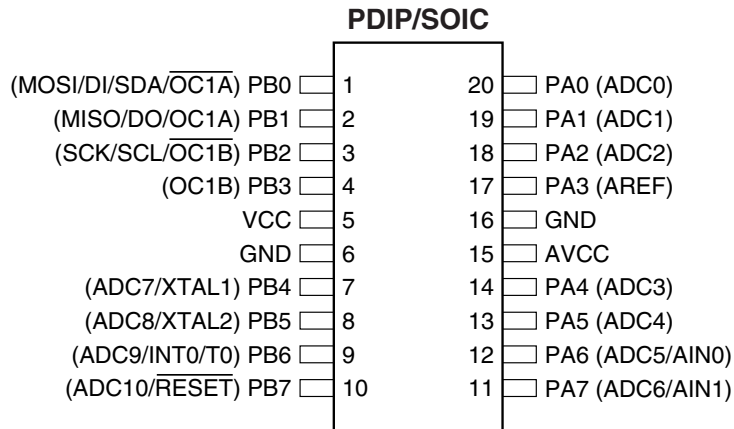 PDIP/SOIC
(MOSI/DI/SDA/O̅C̅1̅A̅) PB0 1 20 PA0 (ADC0)
(MISO/DO/OC1A) PB1 2 19 PA1 (ADC1)
(SCK/SCL/O̅C̅1̅B̅) PB2 3 18 PA2 (ADC2)
(OC1B) PB3 4 17 PA3 (AREF)
VCC 5 16 GND
GND 6 15 AVCC
(ADC7/XTAL1) PB4 7 14 PA4 (ADC3)
(ADC8/XTAL2) PB5 8 13 PA5 (ADC4)
(ADC9/INT0/T0) PB6 9 12 PA6 (ADC5/AIN0)
(ADC10/R̅E̅S̅E̅T̅) PB7 10 11 PA7 (ADC6/AIN1)